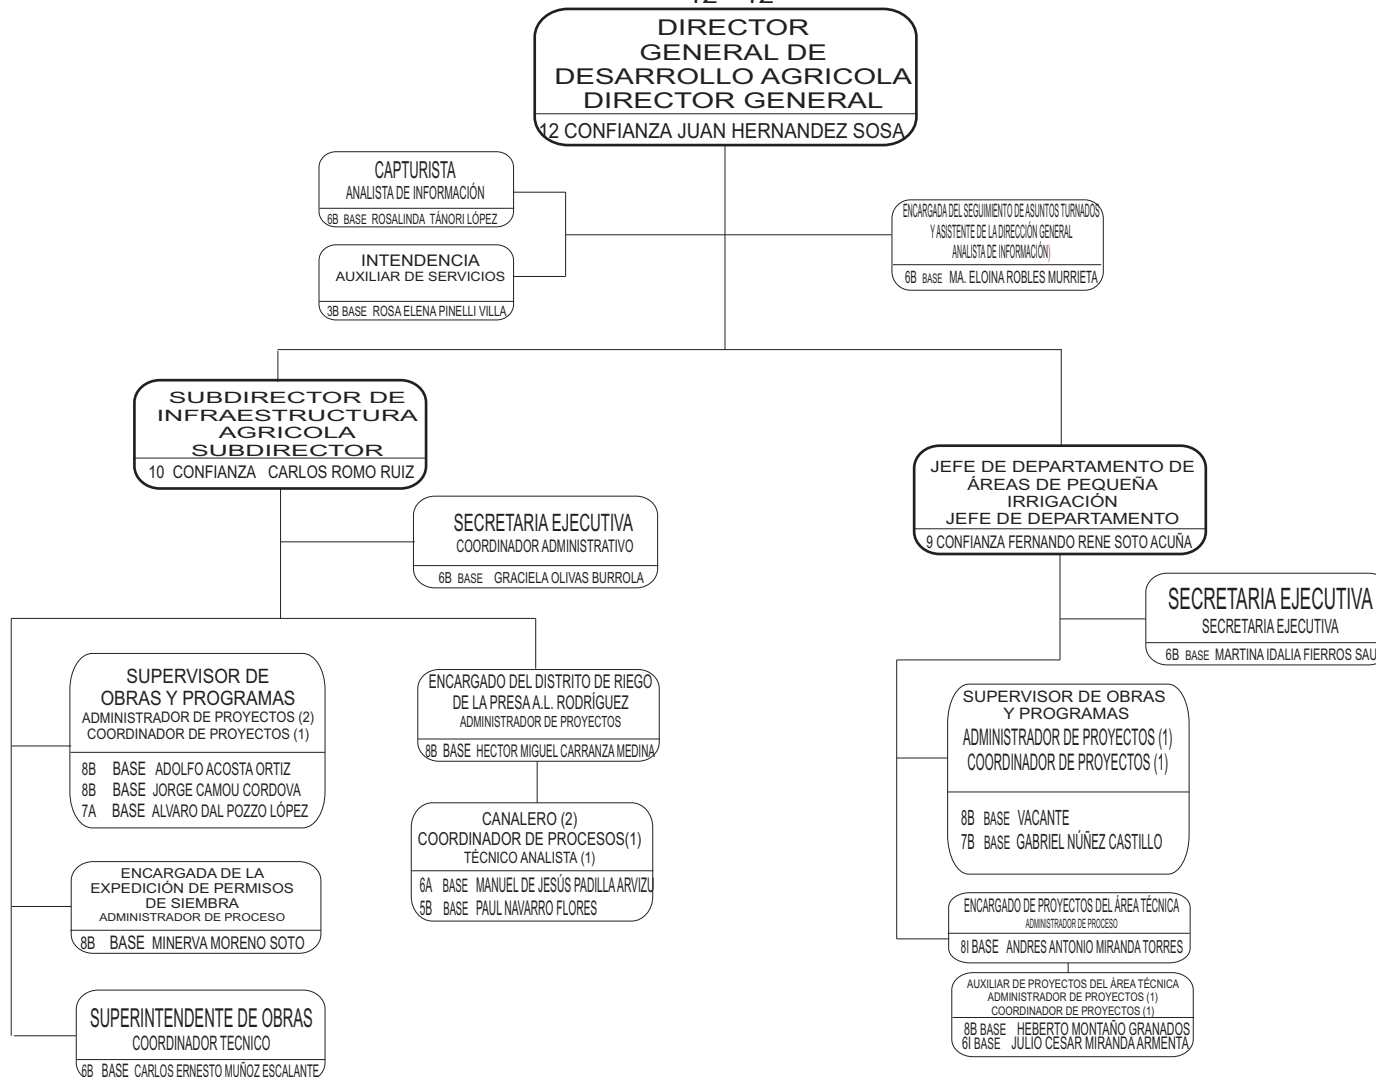 12 - 12
DIRECTOR
GENERAL DE
DESARROLLO AGRICOLA
DIRECTOR GENERAL
12 CONFIANZA JUAN HERNANDEZ SOSA
CAPTURISTA
ANALISTA DE INFORMACIÓN
6B BASE ROSALINDA TÁNORI LÓPEZ
INTENDENCIA
AUXILIAR DE SERVICIOS
3B BASE ROSA ELENA PINELLI VILLA
ENCARGADA DEL SEGUIMIENTO DE ASUNTOS TURNADOS
Y ASISTENTE DE LA DIRECCIÓN GENERAL
ANALISTA DE INFORMACIÓN)
6B BASE MA. ELOINA ROBLES MURRIETA
SUBDIRECTOR DE
INFRAESTRUCTURA
AGRICOLA
SUBDIRECTOR
10 CONFIANZA CARLOS ROMO RUIZ
SECRETARIA EJECUTIVA
COORDINADOR ADMINISTRATIVO
6B BASE GRACIELA OLIVAS BURROLA
SUPERVISOR DE
OBRAS Y PROGRAMAS
ADMINISTRADOR DE PROYECTOS (2)
COORDINADOR DE PROYECTOS (1)
8B BASE ADOLFO ACOSTA ORTIZ
8B BASE JORGE CAMOU CORDOVA
7A BASE ALVARO DAL POZZO LÓPEZ
ENCARGADA DE LA
EXPEDICIÓN DE PERMISOS
DE SIEMBRA
ADMINISTRADOR DE PROCESO
8B BASE MINERVA MORENO SOTO
SUPERINTENDENTE DE OBRAS
COORDINADOR TECNICO
6B BASE CARLOS ERNESTO MUÑOZ ESCALANTE
ENCARGADO DEL DISTRITO DE RIEGO
DE LA PRESA A.L. RODRÍGUEZ
ADMINISTRADOR DE PROYECTOS
8B BASE HECTOR MIGUEL CARRANZA MEDINA
CANALERO (2)
COORDINADOR DE PROCESOS(1)
TÉCNICO ANALISTA (1)
6A BASE MANUEL DE JESÚS PADILLA ARVIZU
5B BASE PAUL NAVARRO FLORES
JEFE DE DEPARTAMENTO DE
ÁREAS DE PEQUEÑA
IRRIGACIÓN
JEFE DE DEPARTAMENTO
9 CONFIANZA FERNANDO RENE SOTO ACUÑA
SECRETARIA EJECUTIVA
SECRETARIA EJECUTIVA
6B BASE MARTINA IDALIA FIERROS SAU
SUPERVISOR DE OBRAS
Y PROGRAMAS
ADMINISTRADOR DE PROYECTOS (1)
COORDINADOR DE PROYECTOS (1)
8B BASE VACANTE
7B BASE GABRIEL NÚÑEZ CASTILLO
ENCARGADO DE PROYECTOS DEL ÁREA TÉCNICA
ADMINISTRADOR DE PROCESO
8I BASE ANDRES ANTONIO MIRANDA TORRES
AUXILIAR DE PROYECTOS DEL ÁREA TÉCNICA
ADMINISTRADOR DE PROYECTOS (1)
COORDINADOR DE PROYECTOS (1)
8B BASE HEBERTO MONTAÑO GRANADOS
6I BASE JULIO CESAR MIRANDA ARMENTA